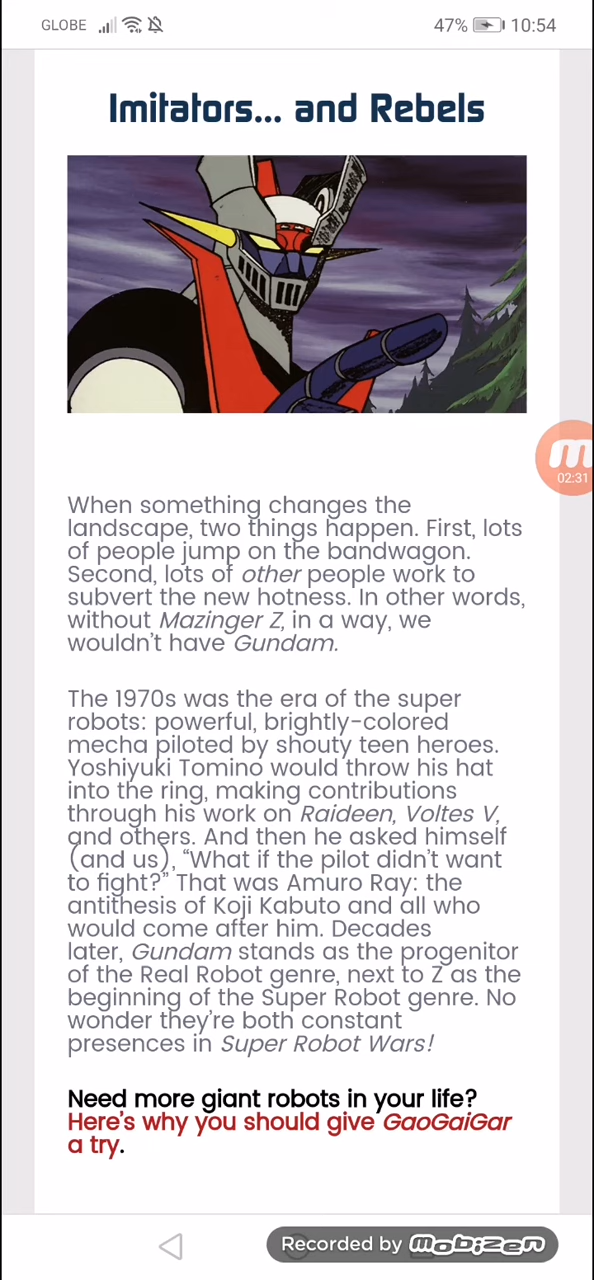 GLOBE
47% 10:54
Imitators... and Rebels
02:31
When something changes the
landscape, two things happen. First, lots
of people jump on the bandwagon.
Second, lots of other people work to
subvert the new hotness. In other words,
without Mazinger Z, in a way, we
wouldn't have Gundam.
The 1970s was the era of the super
robots: powerful, brightly-colored
mecha piloted by shouty teen heroes.
Yoshiyuki Tomino would throw his hat
into the ring, making contributions
through his work on Raideen, Voltes V,
and others. And then he asked himself
(and us), “What if the pilot didn't want
to fight?” That was Amuro Ray: the
antithesis of Koji Kabuto and all who
would come after him. Decades
later, Gundam stands as the progenitor
of the Real Robot genre, next to Z as the
beginning of the Super Robot genre. No
wonder they're both constant
presences in Super Robot Wars!
Need more giant robots in your life?
Here's why you should give GaoGaiGar
a try.
Recorded by mobizen